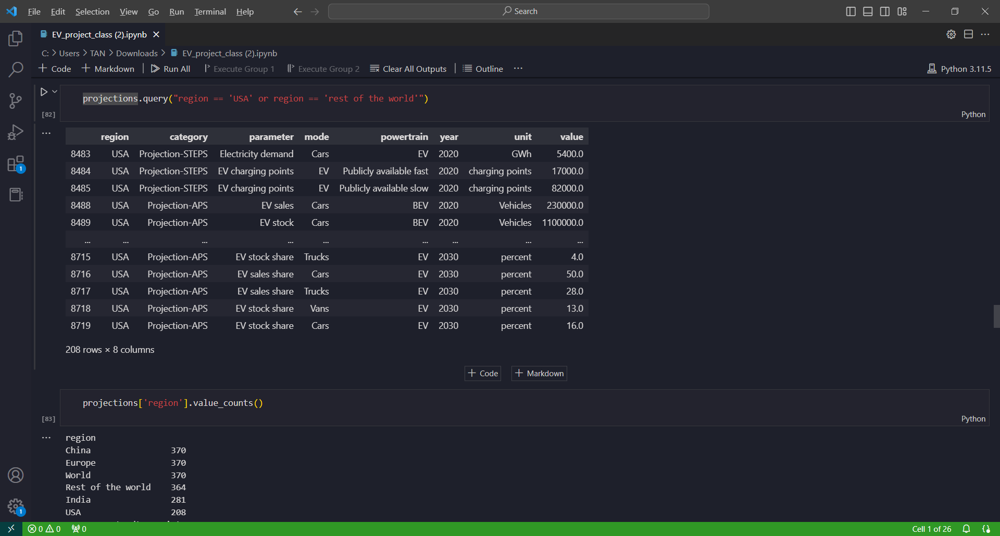 File Edit Selection View Go Run Terminal Help
Search
EV_project_class (2).ipynb
C: > Users > TAN > Downloads > EV_project_class (2).ipynb
+ Code + Markdown | Run All Execute Group 1 Execute Group 2 Clear All Outputs | Outline ... Python 3.11.5
projections.query("region == 'USA' or region == 'rest of the world'")
[82] Python
region category parameter mode powertrain year unit value
8483 USA Projection-STEPS Electricity demand Cars EV 2020 GWh 5400.0
8484 USA Projection-STEPS EV charging points EV Publicly available fast 2020 charging points 17000.0
8485 USA Projection-STEPS EV charging points EV Publicly available slow 2020 charging points 82000.0
8488 USA Projection-APS EV sales Cars BEV 2020 Vehicles 230000.0
8489 USA Projection-APS EV stock Cars BEV 2020 Vehicles 1100000.0
... ... ... ... ... ... ... ... ...
8715 USA Projection-APS EV stock share Trucks EV 2030 percent 4.0
8716 USA Projection-APS EV sales share Cars EV 2030 percent 50.0
8717 USA Projection-APS EV sales share Trucks EV 2030 percent 28.0
8718 USA Projection-APS EV stock share Vans EV 2030 percent 13.0
8719 USA Projection-APS EV stock share Cars EV 2030 percent 16.0
208 rows × 8 columns
+ Code + Markdown
projections['region'].value_counts()
[83] Python
region
China 370
Europe 370
World 370
Rest of the world 364
India 281
USA 208
1
1
0 0 0 Cell 1 of 26